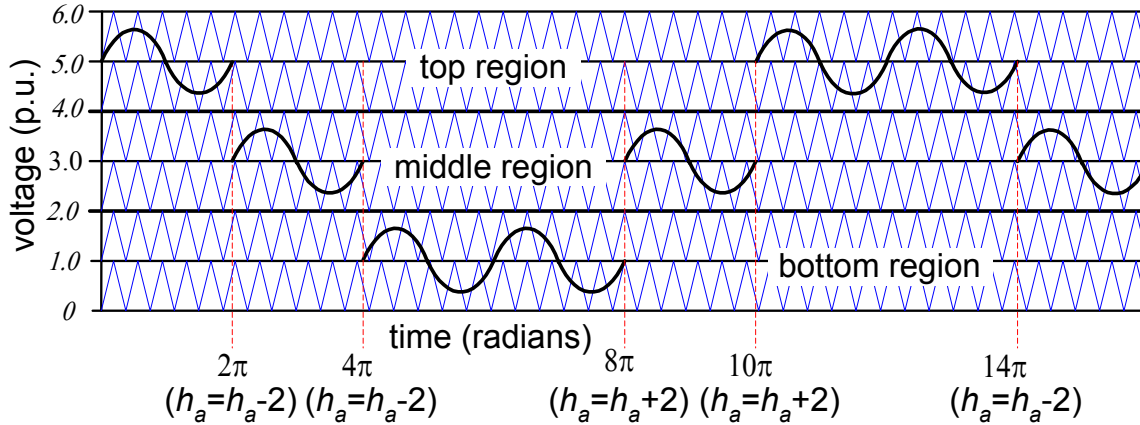 voltage (p.u.)
6.0
5.0
4.0
3.0
2.0
1.0
0
top region
middle region
bottom region
time (radians)
2π 4π 8π 10π 14π
(hₐ=hₐ-2) (hₐ=hₐ-2) (hₐ=hₐ+2) (hₐ=hₐ+2) (hₐ=hₐ-2)